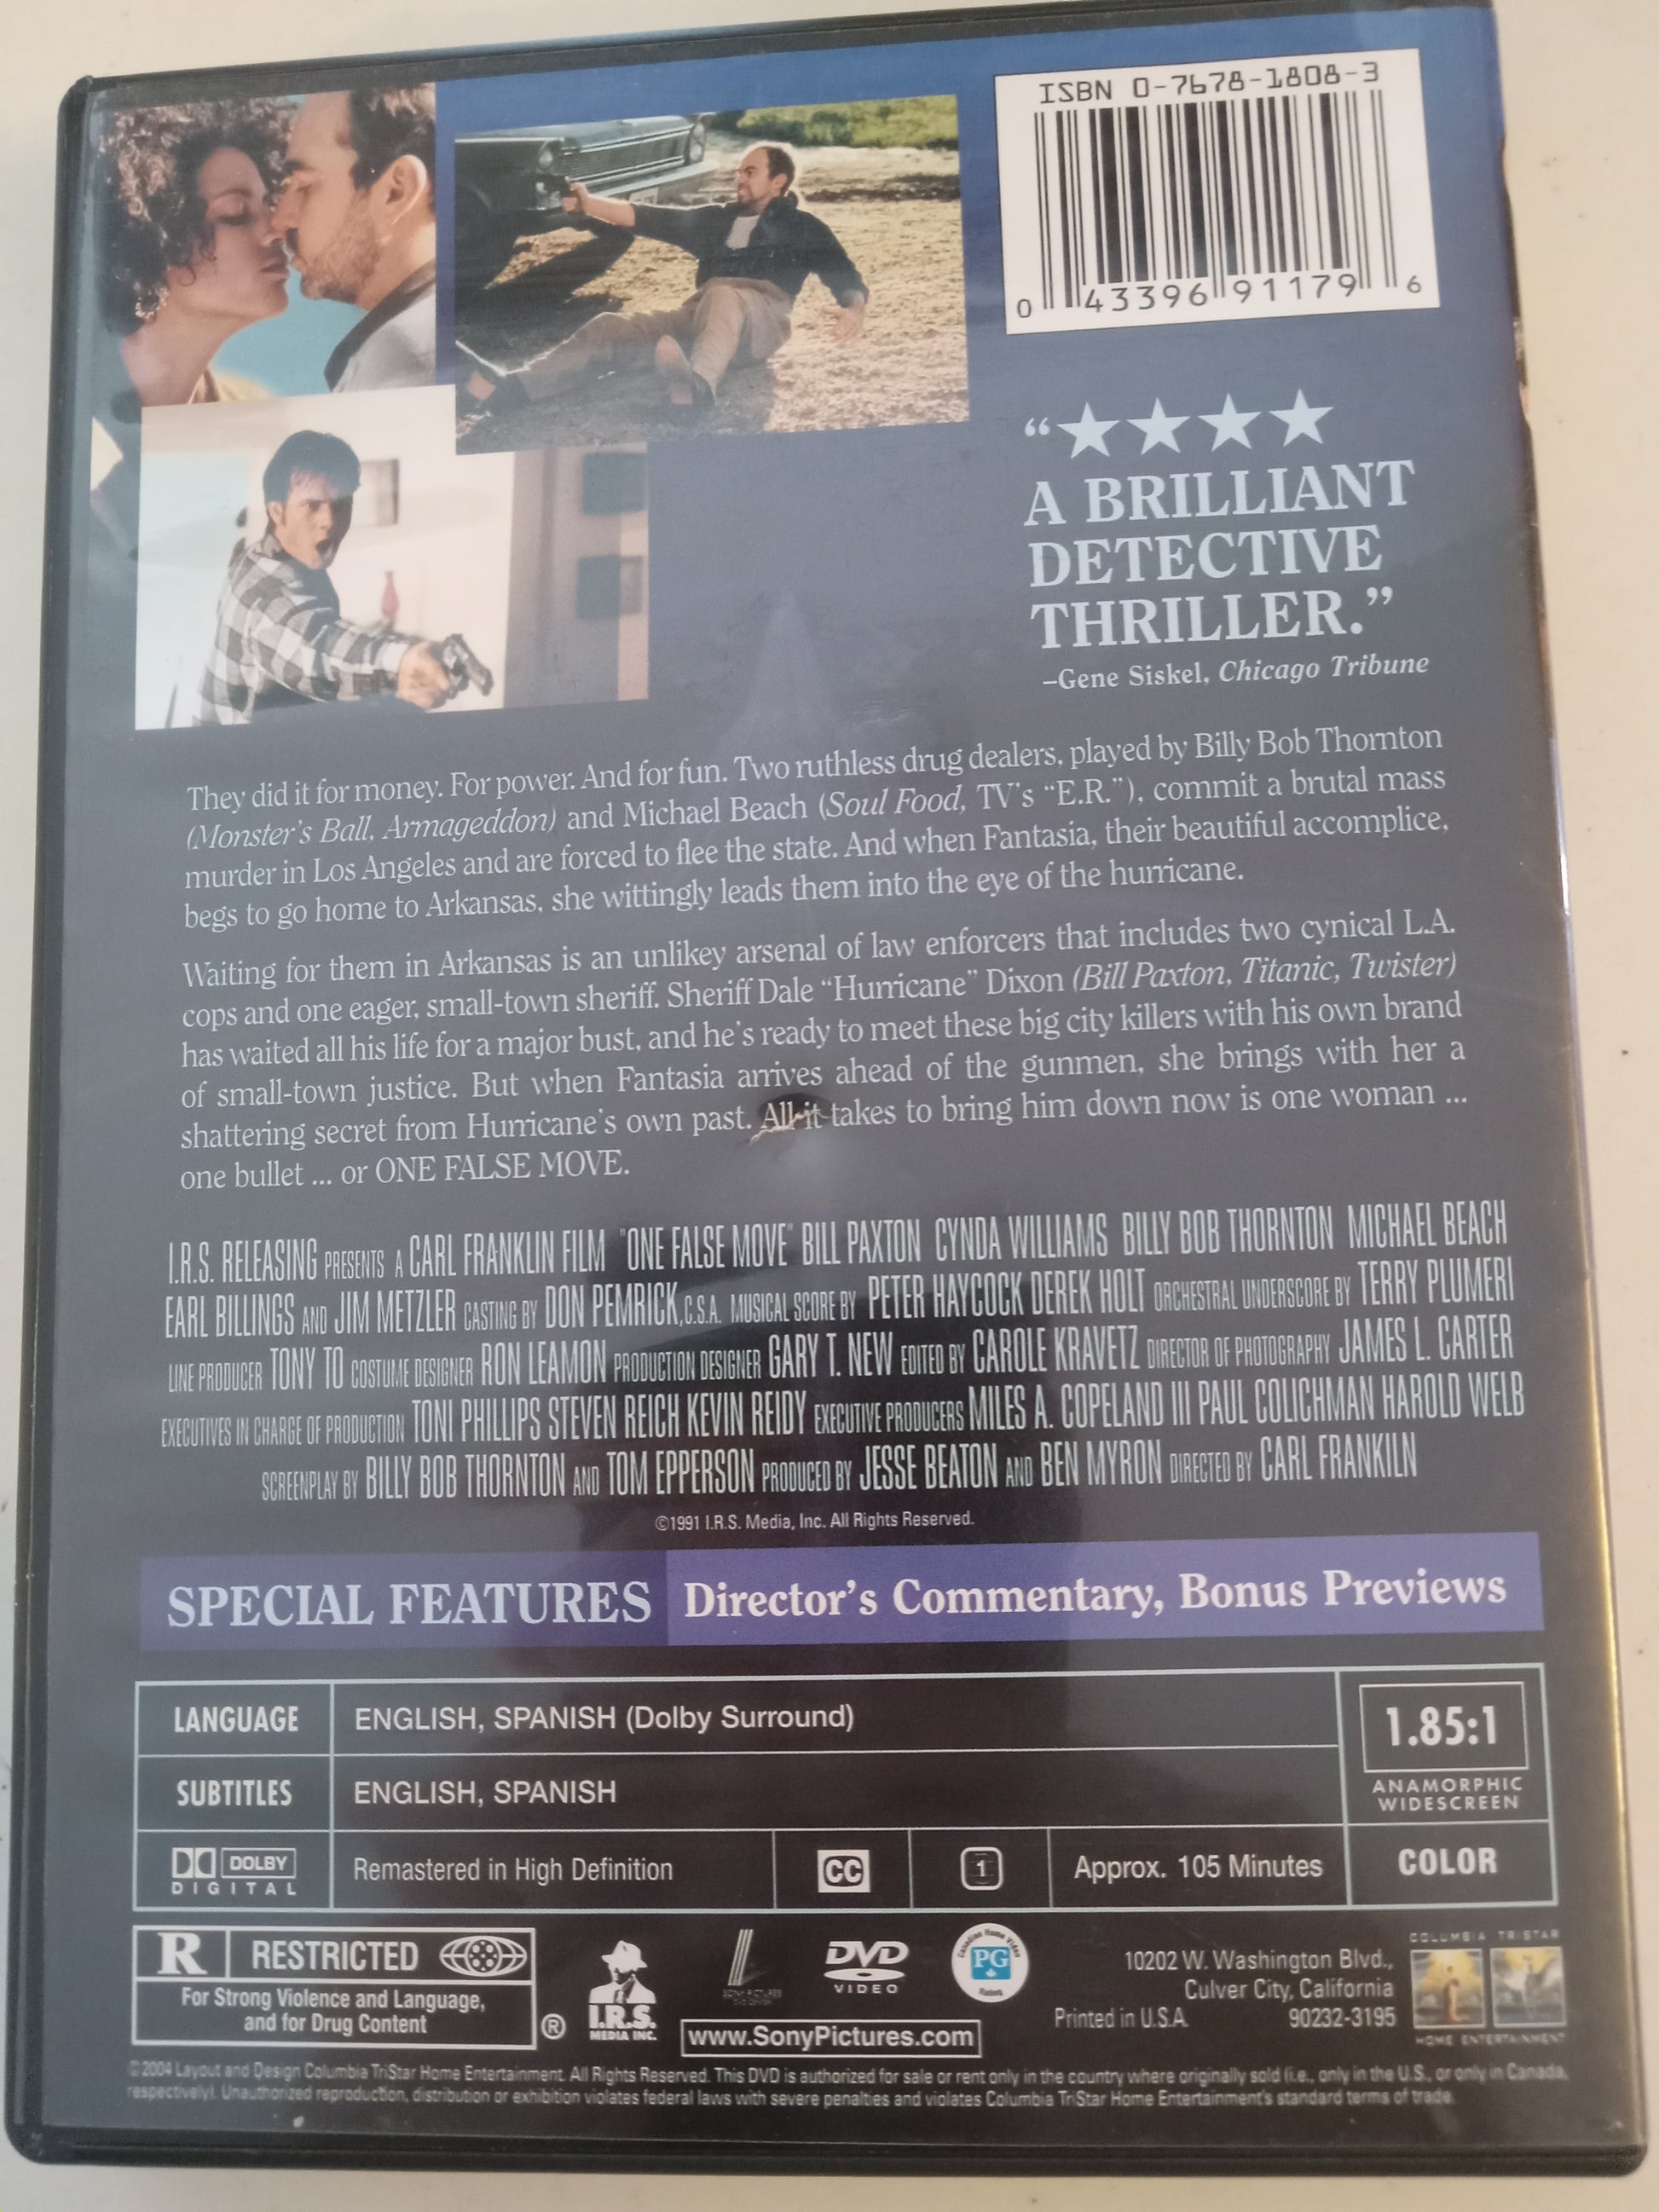 ISBN 0-7678-1808-3
0 43396 91179 6
“★★★★
A BRILLIANT
DETECTIVE
THRILLER.”
–Gene Siskel, Chicago Tribune
They did it for money. For power. And for fun. Two ruthless drug dealers, played by Billy Bob Thornton
(Monster's Ball, Armageddon) and Michael Beach (Soul Food, TV's “E.R.”), commit a brutal mass
murder in Los Angeles and are forced to flee the state. And when Fantasia, their beautiful accomplice,
begs to go home to Arkansas, she wittingly leads them into the eye of the hurricane.
Waiting for them in Arkansas is an unlikey arsenal of law enforcers that includes two cynical L.A.
cops and one eager, small-town sheriff. Sheriff Dale “Hurricane” Dixon (Bill Paxton, Titanic, Twister)
has waited all his life for a major bust, and he's ready to meet these big city killers with his own brand
of small-town justice. But when Fantasia arrives ahead of the gunmen, she brings with her a
shattering secret from Hurricane's own past. All it takes to bring him down now is one woman ...
one bullet ... or ONE FALSE MOVE.
I.R.S. RELEASING PRESENTS A CARL FRANKLIN FILM "ONE FALSE MOVE" BILL PAXTON CYNDA WILLIAMS BILLY BOB THORNTON MICHAEL BEACH
EARL BILLINGS AND JIM METZLER CASTING BY DON PEMRICK, C.S.A. MUSICAL SCORE BY PETER HAYCOCK DEREK HOLT ORCHESTRAL UNDERSCORE BY TERRY PLUMERI
LINE PRODUCER TONY TO COSTUME DESIGNER RON LEAMON PRODUCTION DESIGNER GARY T. NEW EDITED BY CAROLE KRAVETZ DIRECTOR OF PHOTOGRAPHY JAMES L. CARTER
EXECUTIVES IN CHARGE OF PRODUCTION TONI PHILLIPS STEVEN REICH KEVIN REIDY EXECUTIVE PRODUCERS MILES A. COPELAND III PAUL COLICHMAN HAROLD WELB
SCREENPLAY BY BILLY BOB THORNTON AND TOM EPPERSON PRODUCED BY JESSE BEATON AND BEN MYRON DIRECTED BY CARL FRANKILN
©1991 I.R.S. Media, Inc. All Rights Reserved.
SPECIAL FEATURES Director's Commentary, Bonus Previews
LANGUAGE ENGLISH, SPANISH (Dolby Surround)
1.85:1
SUBTITLES ENGLISH, SPANISH
ANAMORPHIC
WIDESCREEN
DOLBY
DIGITAL
Remastered in High Definition CC 1 Approx. 105 Minutes COLOR
R RESTRICTED
For Strong Violence and Language,
and for Drug Content
®
I.R.S.
MEDIA INC.
SONY PICTURES
DVD CENTER
DVD
VIDEO
Canadian Home Video
PG
Rated
www.SonyPictures.com
10202 W. Washington Blvd.,
Culver City, California
Printed in U.S.A. 90232-3195
COLUMBIA TRISTAR
HOME ENTERTAINMENT
©2004 Layout and Design Columbia TriStar Home Entertainment. All Rights Reserved. This DVD is authorized for sale or rent only in the country where originally sold (i.e., only in the U.S., or only in Canada,
respectively). Unauthorized reproduction, distribution or exhibition violates federal laws with severe penalties and violates Columbia TriStar Home Entertainment's standard terms of trade.